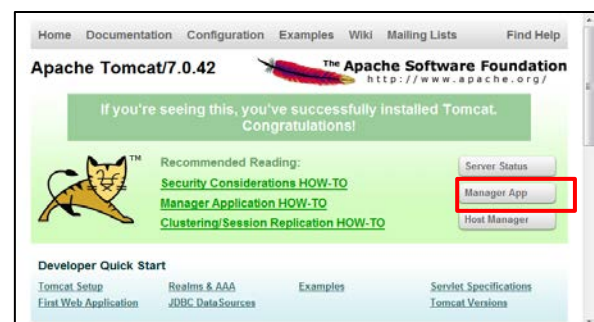 Home Documentation Configuration Examples Wiki Mailing Lists Find Help
Apache Tomcat/7.0.42
The Apache Software Foundation
http://www.apache.org/
If you're seeing this, you've successfully installed Tomcat.
Congratulations!
TM
Recommended Reading:
Security Considerations HOW-TO
Manager Application HOW-TO
Clustering/Session Replication HOW-TO
Server Status
Manager App
Host Manager
Developer Quick Start
Tomcat Setup Realms & AAA Examples Servlet Specifications
First Web Application JDBC DataSources Tomcat Versions